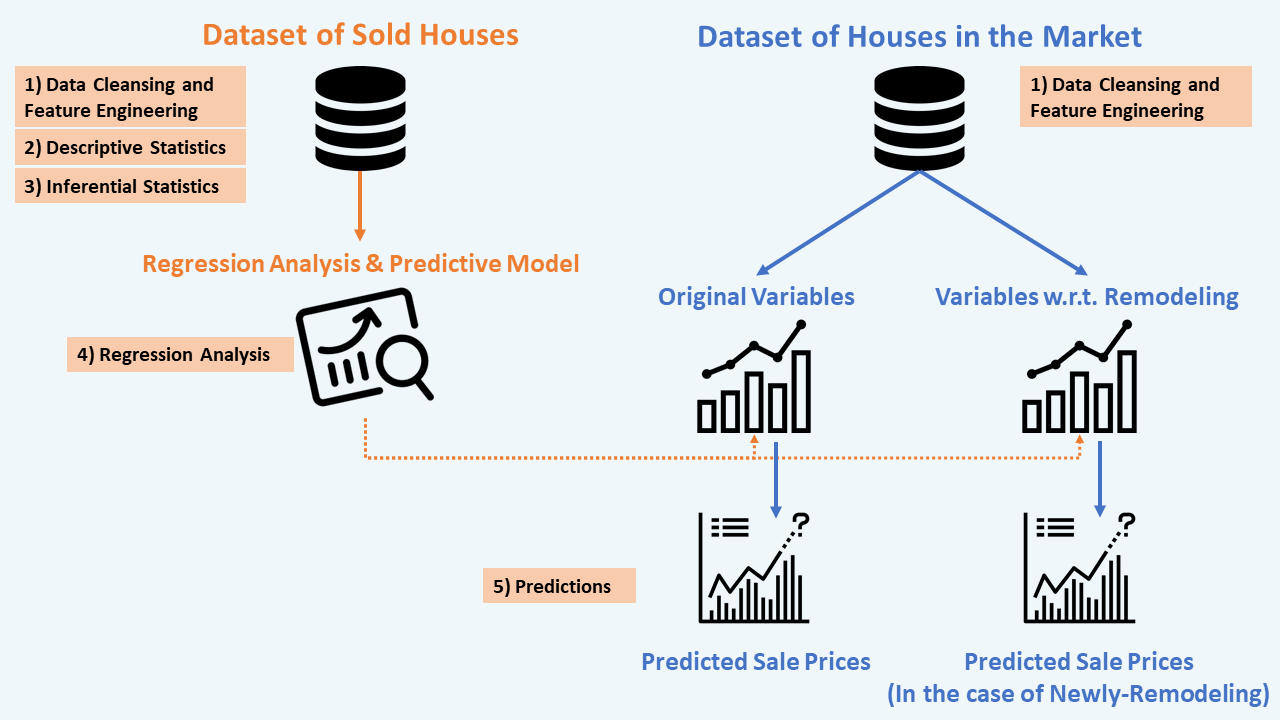 Dataset of Sold Houses
1) Data Cleansing and
Feature Engineering
2) Descriptive Statistics
3) Inferential Statistics
Regression Analysis & Predictive Model
4) Regression Analysis
Dataset of Houses in the Market
1) Data Cleansing and
Feature Engineering
Original Variables
Variables w.r.t. Remodeling
?
?
5) Predictions
Predicted Sale Prices
Predicted Sale Prices
(In the case of Newly-Remodeling)